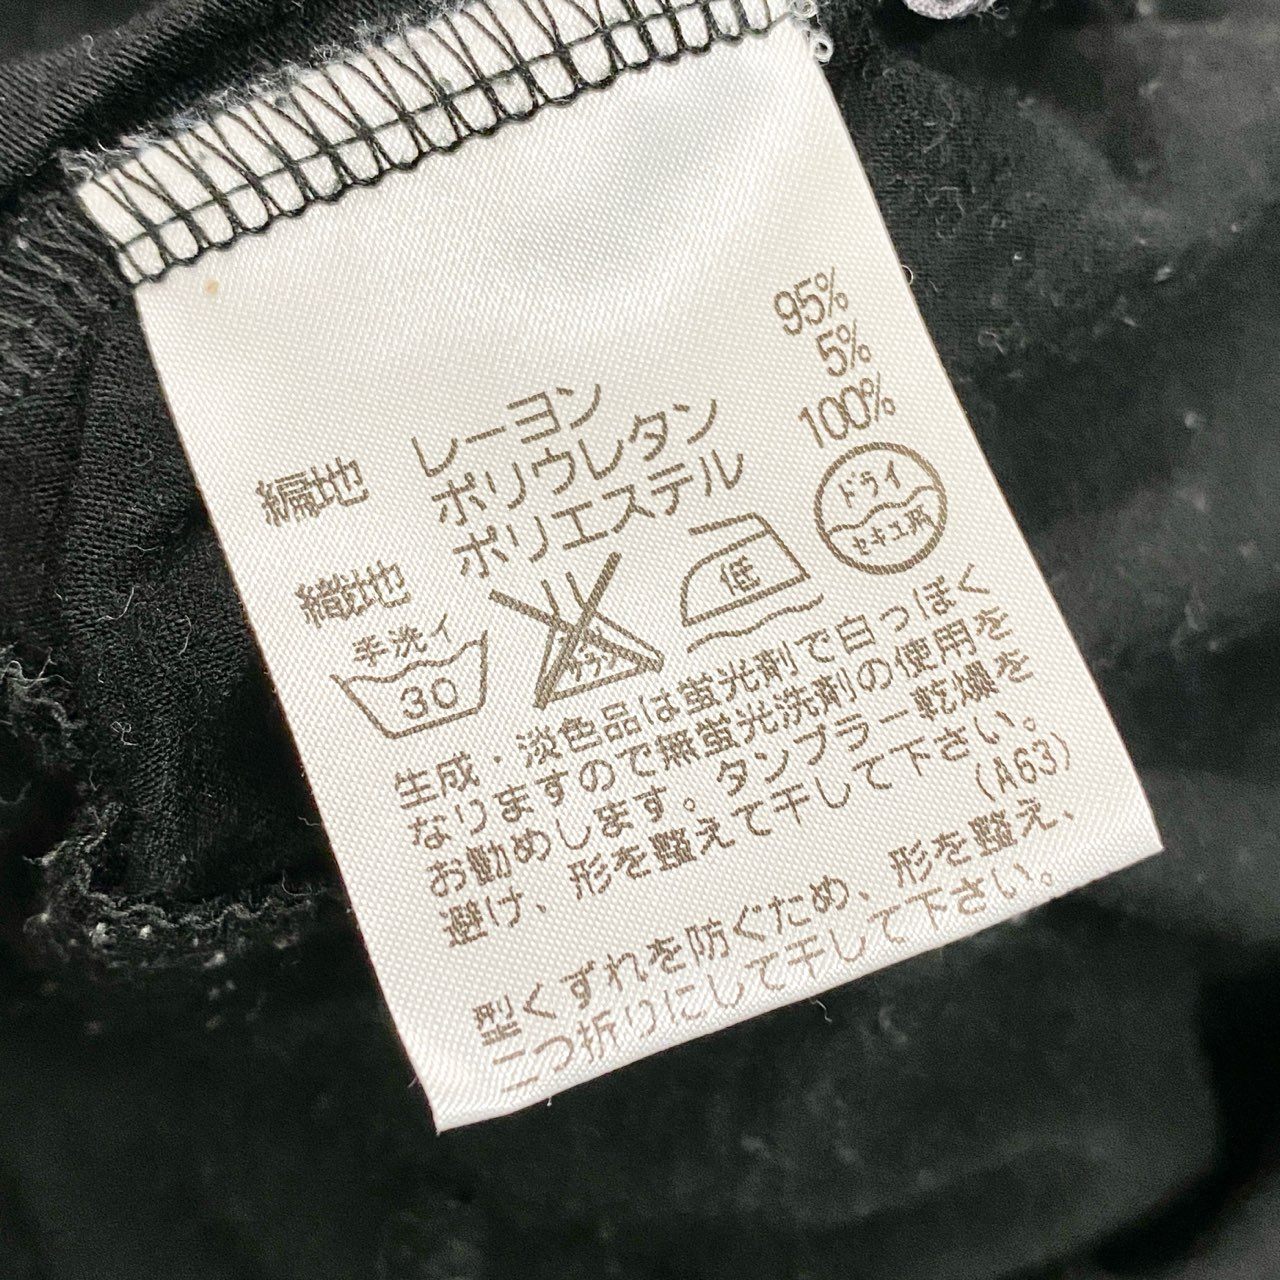 編地 レーヨン 95%
ポリウレタン 5%
織地 ポリエステル 100%
手洗イ 30 低 ドライ セキユ系
生成・淡色品は蛍光剤で白っぽく
なりますので無蛍光洗剤の使用を
お勧めします。タンブラー乾燥を
避け、形を整えて干して下さい。
(A63)
型くずれを防ぐため、形を整え、
二つ折りにして干して下さい。